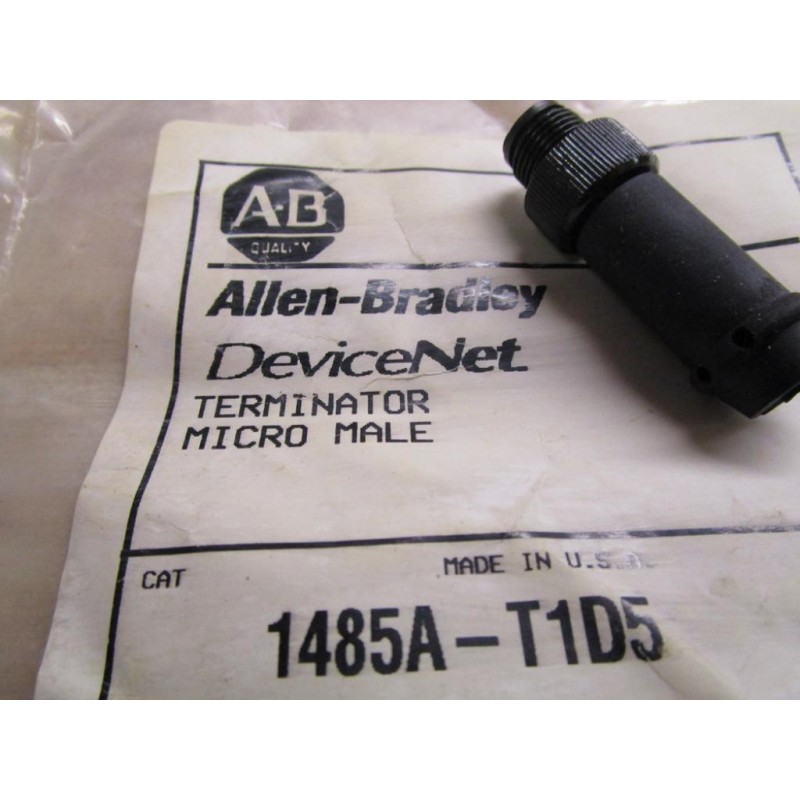 A-B
QUALITY
Allen-Bradley
DeviceNet
TERMINATOR
MICRO MALE
CAT
MADE IN U.S.A.
1485A-T1D5